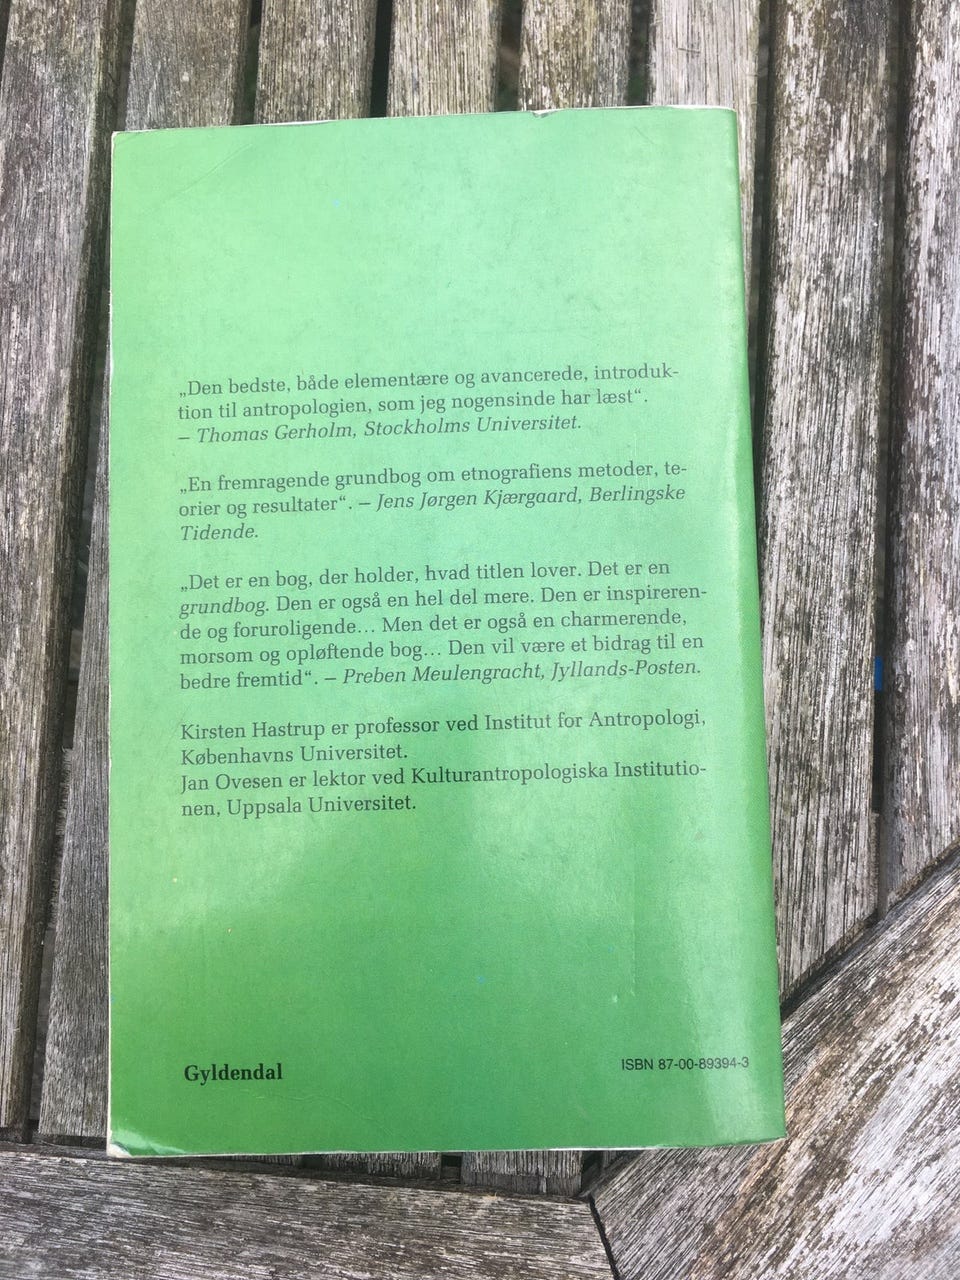 „Den bedste, både elementære og avancerede, introduk-
tion til antropologien, som jeg nogensinde har læst“.
– Thomas Gerholm, Stockholms Universitet.
„En fremragende grundbog om etnografiens metoder, te-
orier og resultater“. – Jens Jørgen Kjærgaard, Berlingske
Tidende.
„Det er en bog, der holder, hvad titlen lover. Det er en
grundbog. Den er også en hel del mere. Den er inspireren-
de og foruroligende... Men det er også en charmerende,
morsom og opløftende bog... Den vil være et bidrag til en
bedre fremtid“. – Preben Meulengracht, Jyllands-Posten.
Kirsten Hastrup er professor ved Institut for Antropologi,
Københavns Universitet.
Jan Ovesen er lektor ved Kulturantropologiska Institutio-
nen, Uppsala Universitet.
Gyldendal
ISBN 87-00-89394-3